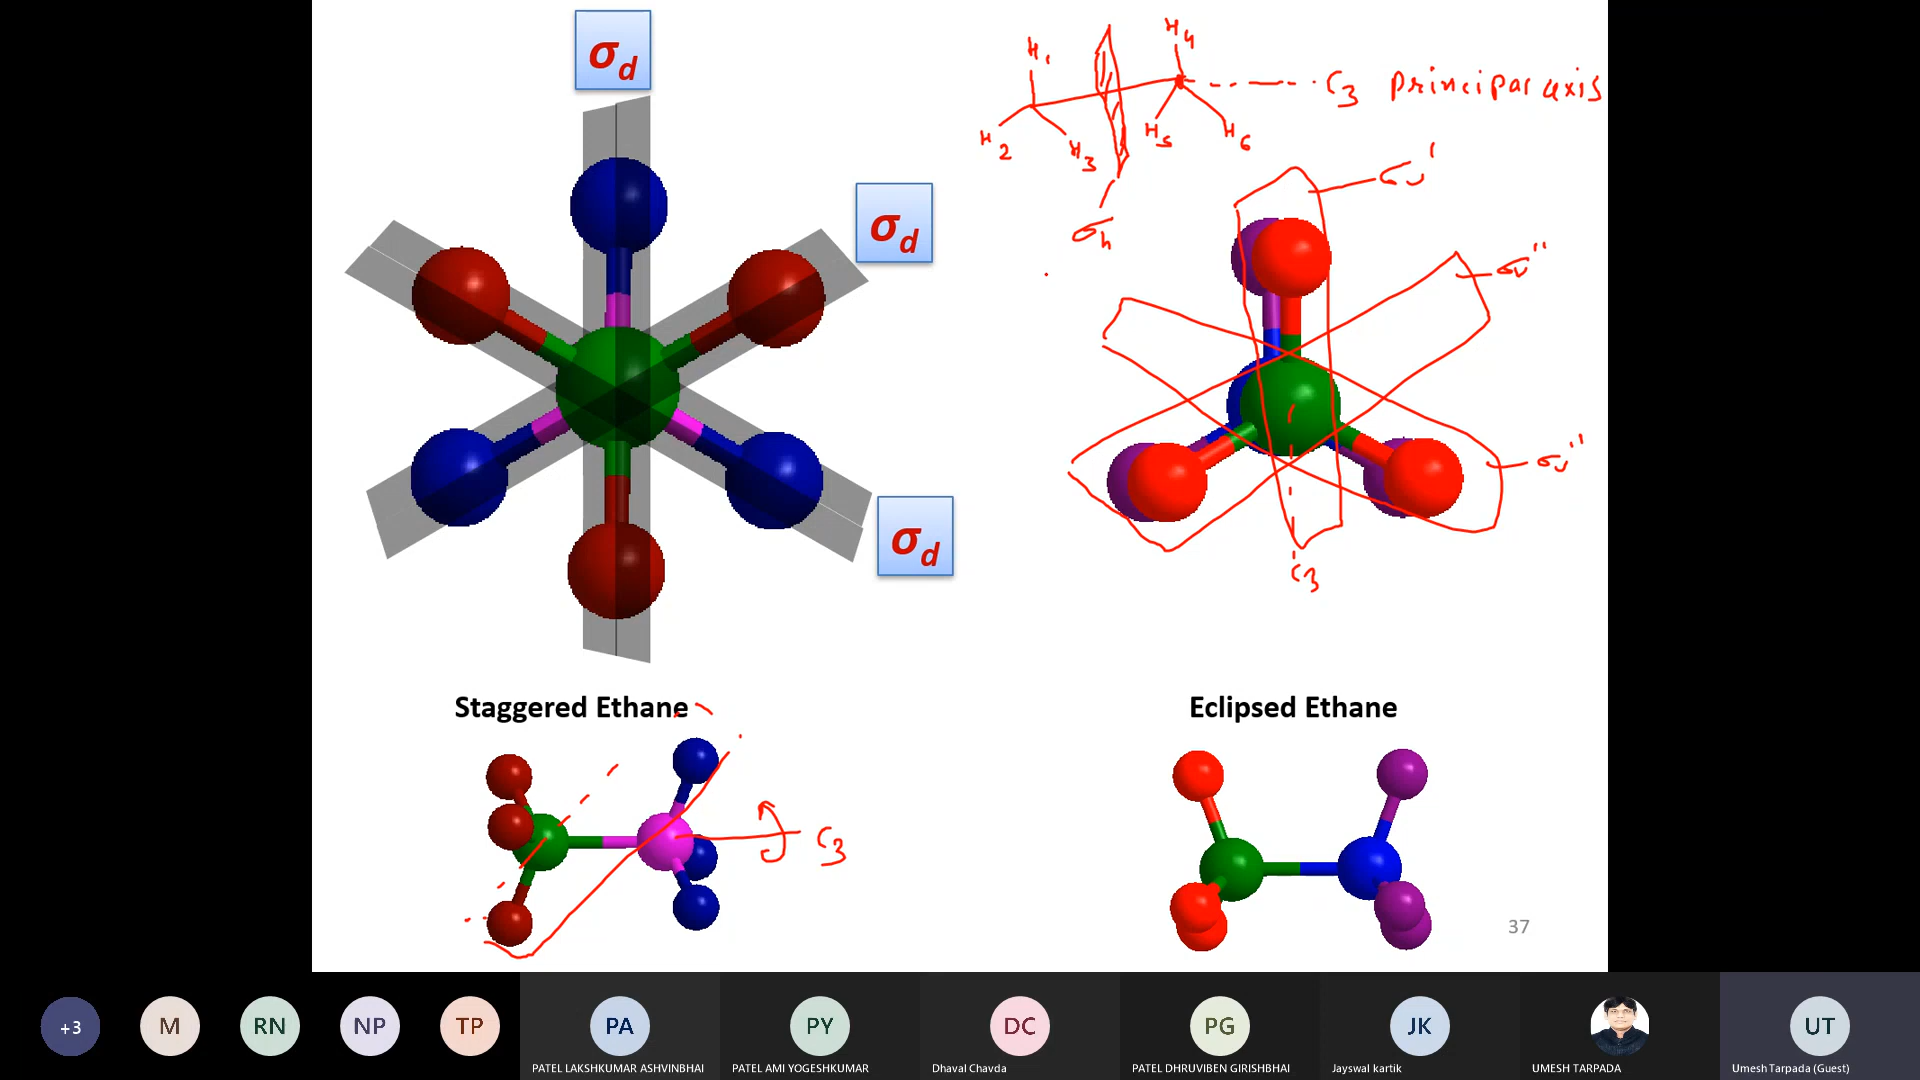 σd
σd
σd
H1
H2
H3
H4
H5
H6
C3 principal axis
σh
σv'
σv''
σv''
C3
Staggered Ethane
Eclipsed Ethane
C3
37
+3
M
RN
NP
TP
PA
PY
DC
PG
JK
UT
PATEL LAKSHKUMAR ASHVINBHAI
PATEL AMI YOGESHKUMAR
Dhaval Chavda
PATEL DHRUVIBEN GIRISHBHAI
Jayswal kartik
UMESH TARPADA
Umesh Tarpada (Guest)